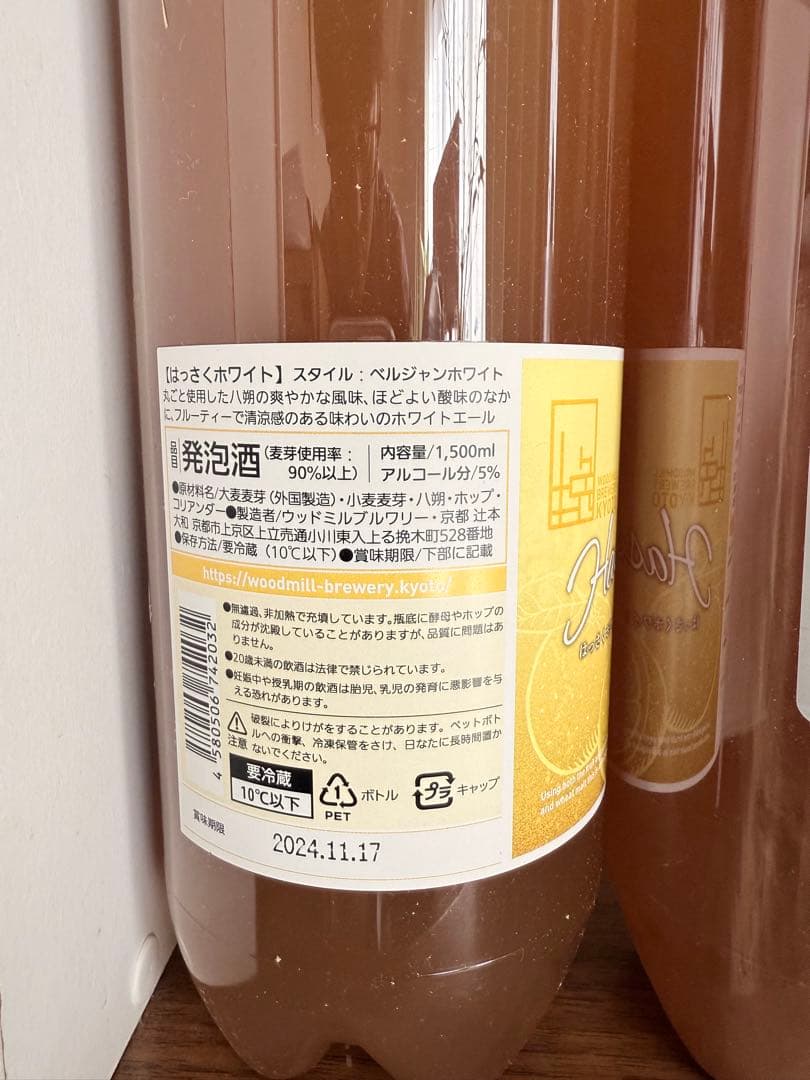 【はっさくホワイト】スタイル:ベルジャンホワイト
丸ごと使用した八朔の爽やかな風味、ほどよい酸味のなか
に、フルーティーで清涼感のある味わいのホワイトエール
品目 発泡酒(麦芽使用率:90%以上)
内容量/1,500ml
アルコール分/5%
●原材料名/大麦麦芽(外国製造)・小麦麦芽・八朔・ホップ・
コリアンダー●製造者/ウッドミルブルワリー・京都 辻本
大和 京都市上京区上立売通小川東入上る挽木町528番地
●保存方法/要冷蔵(10℃以下)●賞味期限/下部に記載
https://woodmill-brewery.kyoto/
●無濾過、非加熱で充填しています。瓶底に酵母やホップの
成分が沈殿していることがありますが、品質に問題はあ
りません。
●20歳未満の飲酒は法律で禁じられています。
●妊娠中や授乳期の飲酒は胎児、乳児の発育に悪影響を与
える恐れがあります。
注意
破裂によりけがをすることがあります。ペットボト
ルへの衝撃、冷凍保管をさけ、日なたに長時間置か
ないでください。
4 580506 742032
要冷蔵
10℃以下
1
PET
ボトル
プラ
キャップ
賞味期限
2024.11.17
KYOTO
はっさく
Using both the
and wheat malt